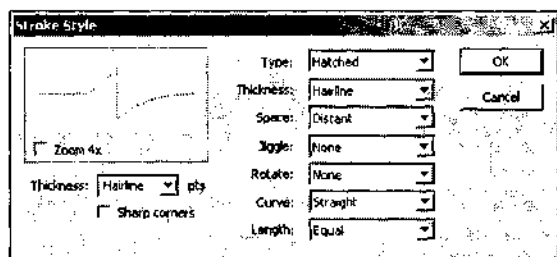 Stroke Style
Type: Hatched
OK
Thickness: Hairline
Cancel
Space: Distant
Zoom 4x
Jiggle: None
Thickness: Hairline pts
Rotate: None
Sharp corners
Curve: Straight
Length: Equal